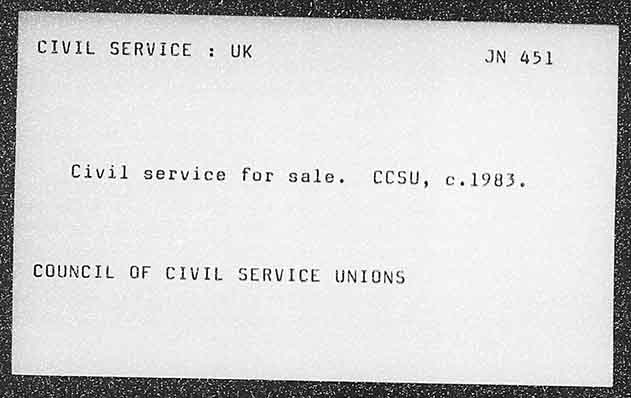 CIVIL SERVICE : UK JN 451
Civil service for sale. CCSU, c.1983.
COUNCIL OF CIVIL SERVICE UNIONS